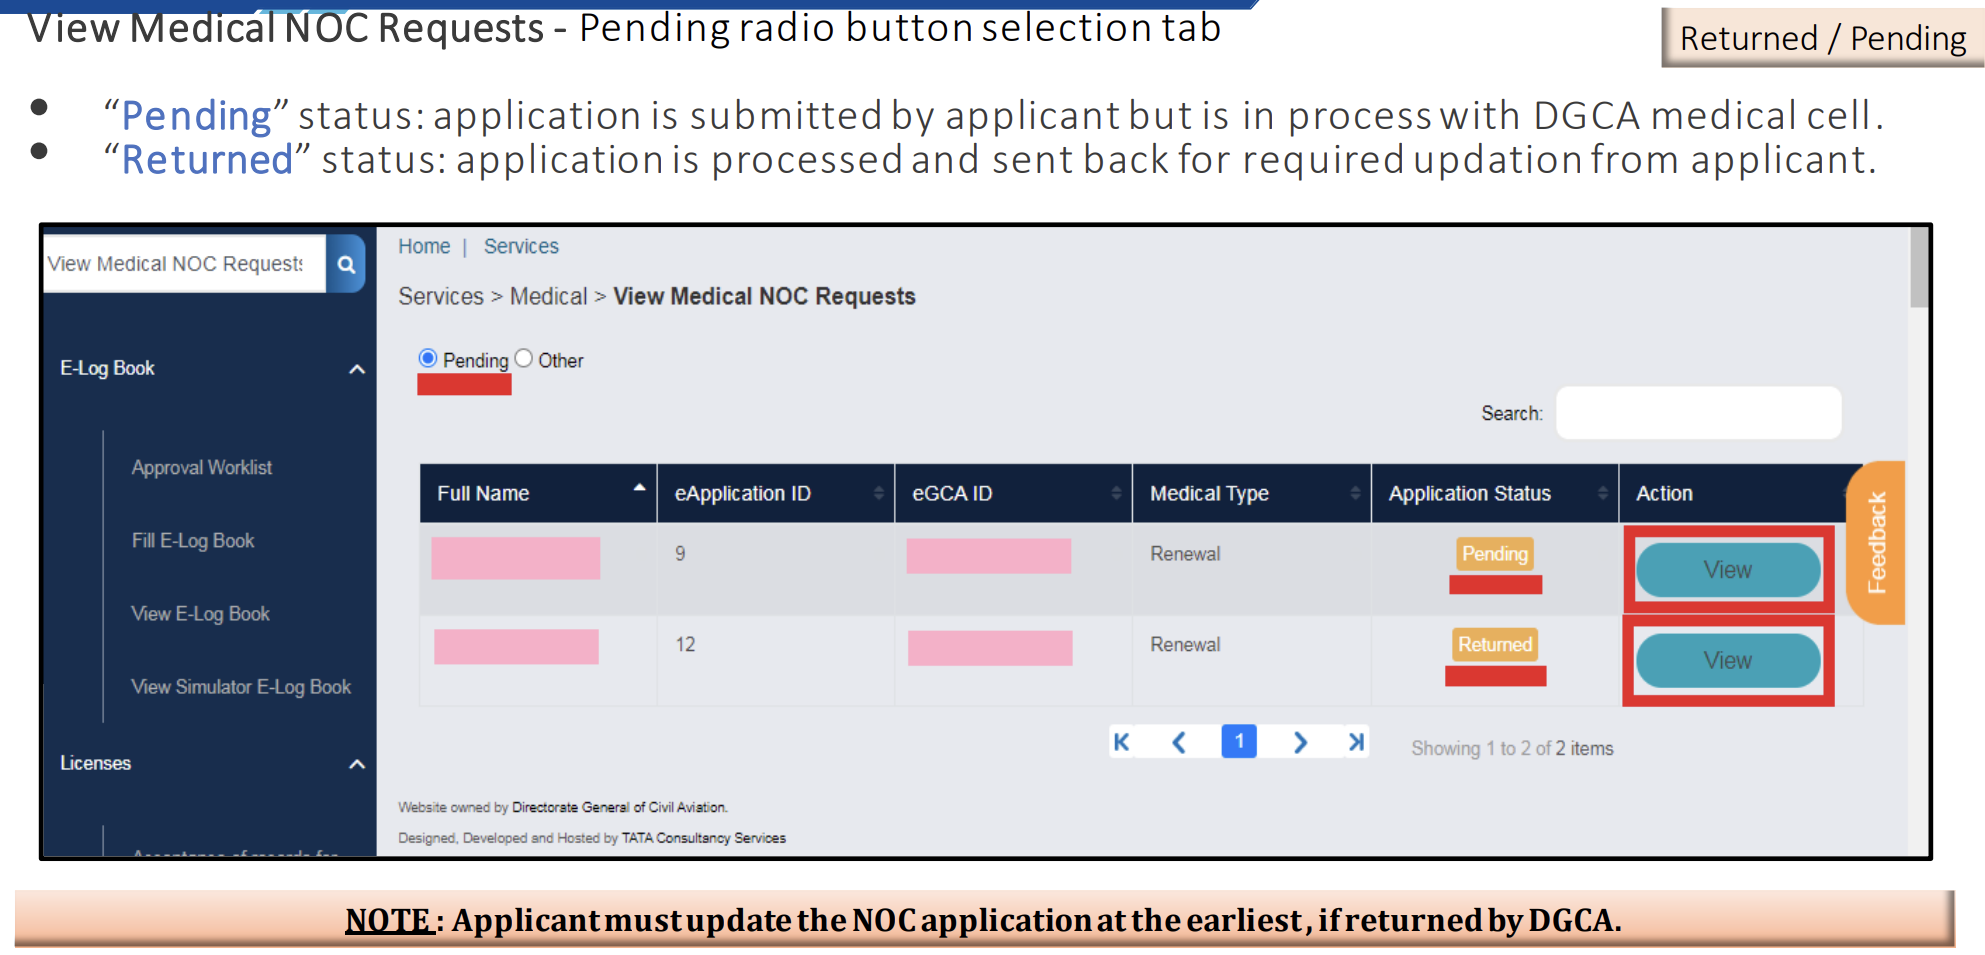 View Medical NOC Requests - Pending radio button selection tab
Returned / Pending
• “Pending” status: application is submitted by applicant but is in process with DGCA medical cell.
• “Returned” status: application is processed and sent back for required updation from applicant.
View Medical NOC Requests
Home | Services
Services > Medical > View Medical NOC Requests
E-Log Book
Approval Worklist
Fill E-Log Book
View E-Log Book
View Simulator E-Log Book
Licenses
Pending Other
Search:
Full Name eApplication ID eGCA ID Medical Type Application Status Action
9 Renewal Pending View
12 Renewal Returned View
Feedback
1
Showing 1 to 2 of 2 items
Website owned by Directorate General of Civil Aviation.
Designed, Developed and Hosted by TATA Consultancy Services
NOTE : Applicant must update the NOC application at the earliest, if returned by DGCA.